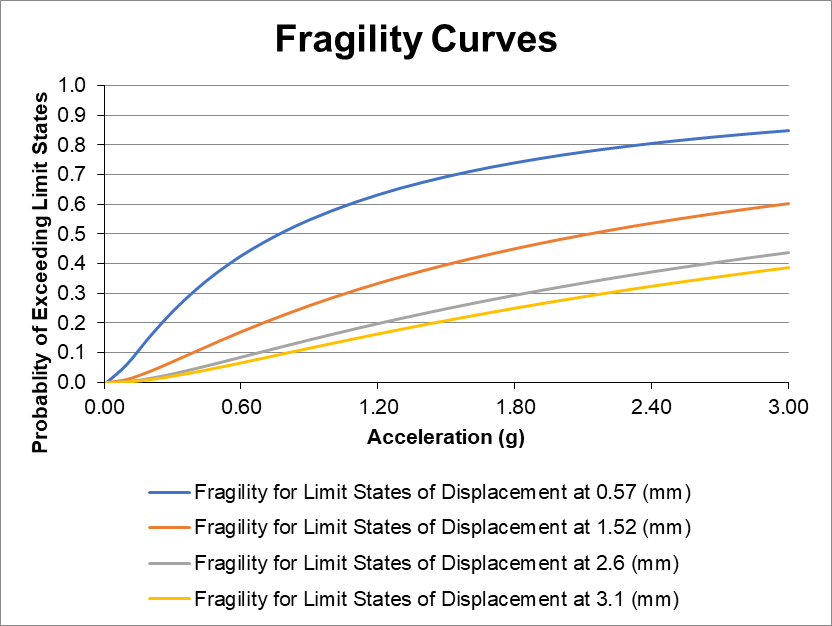 Fragility Curves
Probablity of Exceeding Limit States
1.0
0.9
0.8
0.7
0.6
0.5
0.4
0.3
0.2
0.1
0.0
0.00 0.60 1.20 1.80 2.40 3.00
Acceleration (g)
Fragility for Limit States of Displacement at 0.57 (mm)
Fragility for Limit States of Displacement at 1.52 (mm)
Fragility for Limit States of Displacement at 2.6 (mm)
Fragility for Limit States of Displacement at 3.1 (mm)